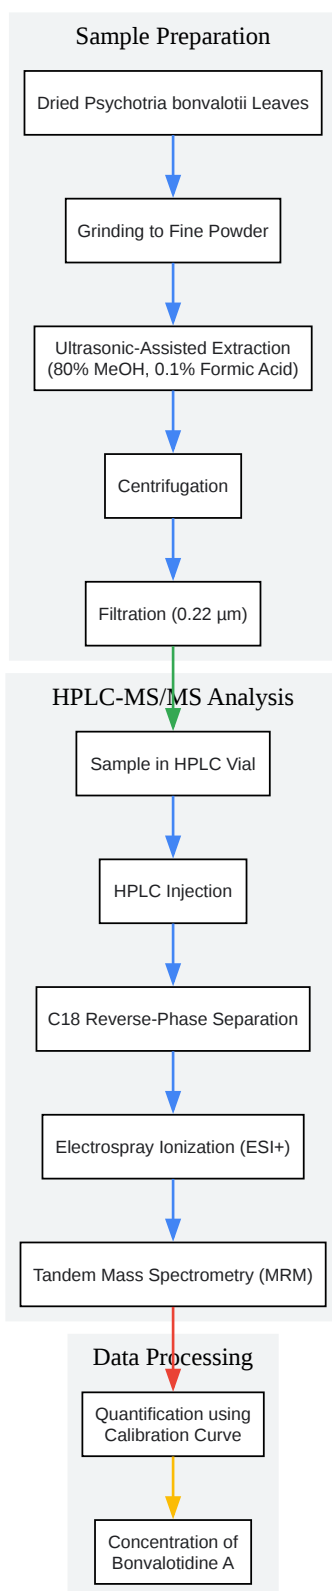 Sample Preparation
Dried Psychotria bonvalotii Leaves
Grinding to Fine Powder
Ultrasonic-Assisted Extraction
(80% MeOH, 0.1% Formic Acid)
Centrifugation
Filtration (0.22 µm)
HPLC-MS/MS Analysis
Sample in HPLC Vial
HPLC Injection
C18 Reverse-Phase Separation
Electrospray Ionization (ESI+)
Tandem Mass Spectrometry (MRM)
Data Processing
Quantification using
Calibration Curve
Concentration of
Bonvalotidine A